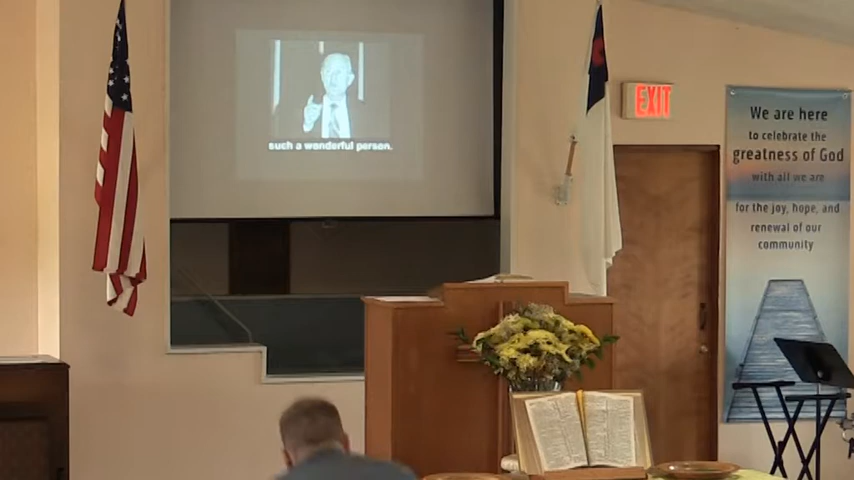 such a wonderful person.
EXIT
We are here
to celebrate the
greatness of God
with all we are
for the joy, hope, and
renewal of our
community!